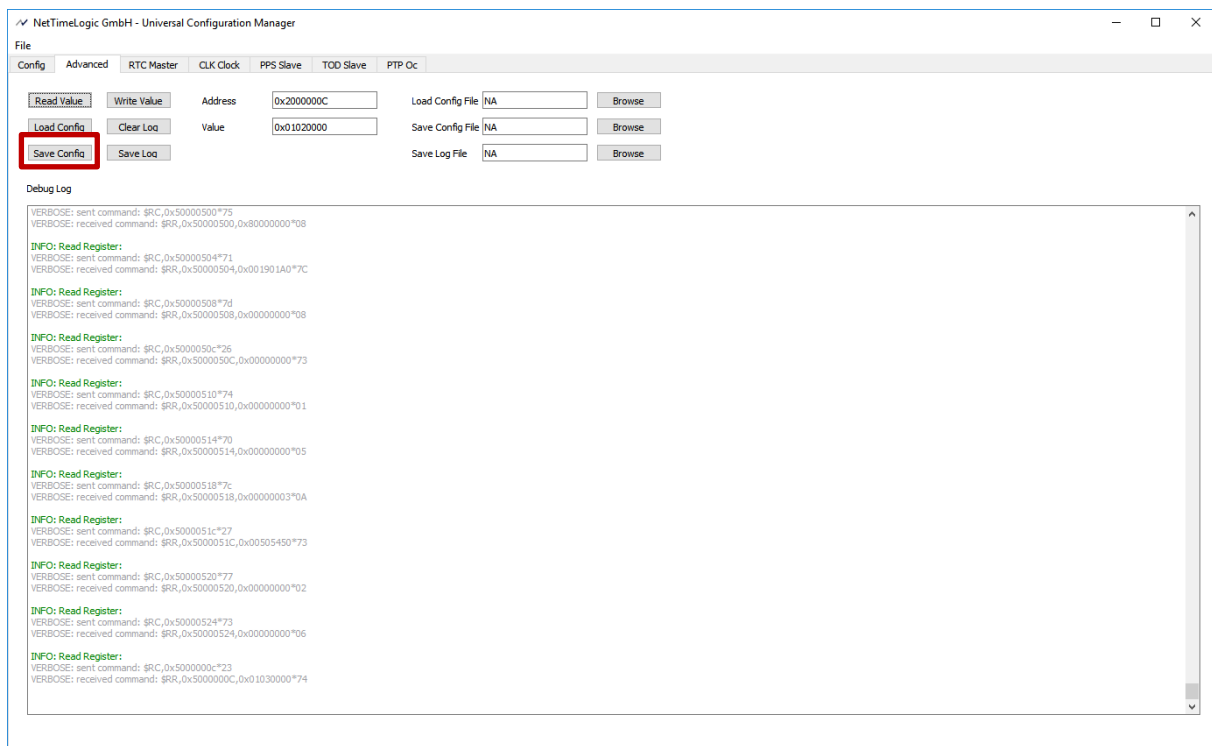 NetTimeLogic GmbH - Universal Configuration Manager
File
Config Advanced RTC Master CLK Clock PPS Slave TOD Slave PTP Oc
Read Value Write Value Address 0x2000000C Load Config File NA Browse
Load Config Clear Log Value 0x01020000 Save Config File NA Browse
Save Config Save Log Save Log File NA Browse
Debug Log
VERBOSE: sent command: $RC,0x50000500*75
VERBOSE: received command: $RR,0x50000500,0x80000000*08
INFO: Read Register:
VERBOSE: sent command: $RC,0x50000504*71
VERBOSE: received command: $RR,0x50000504,0x001901A0*7C
INFO: Read Register:
VERBOSE: sent command: $RC,0x50000508*7d
VERBOSE: received command: $RR,0x50000508,0x00000000*08
INFO: Read Register:
VERBOSE: sent command: $RC,0x5000050c*26
VERBOSE: received command: $RR,0x5000050C,0x00000000*73
INFO: Read Register:
VERBOSE: sent command: $RC,0x50000510*74
VERBOSE: received command: $RR,0x50000510,0x00000000*01
INFO: Read Register:
VERBOSE: sent command: $RC,0x50000514*70
VERBOSE: received command: $RR,0x50000514,0x00000000*05
INFO: Read Register:
VERBOSE: sent command: $RC,0x50000518*7c
VERBOSE: received command: $RR,0x50000518,0x00000003*0A
INFO: Read Register:
VERBOSE: sent command: $RC,0x5000051c*27
VERBOSE: received command: $RR,0x5000051C,0x00505450*73
INFO: Read Register:
VERBOSE: sent command: $RC,0x50000520*77
VERBOSE: received command: $RR,0x50000520,0x00000000*02
INFO: Read Register:
VERBOSE: sent command: $RC,0x50000524*73
VERBOSE: received command: $RR,0x50000524,0x00000000*06
INFO: Read Register:
VERBOSE: sent command: $RC,0x5000000c*23
VERBOSE: received command: $RR,0x5000000C,0x01030000*74